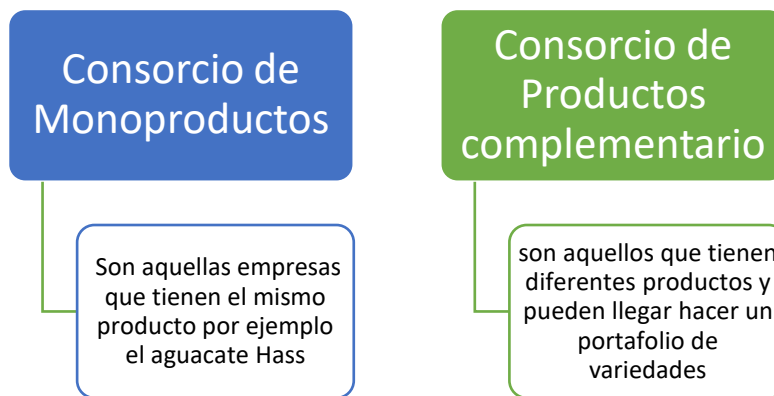 Consorcio de
Monoproductos
Son aquellas empresas
que tienen el mismo
producto por ejemplo
el aguacate Hass
Consorcio de
Productos
complementario
son aquellos que tienen
diferentes productos y
pueden llegar hacer un
portafolio de
variedades